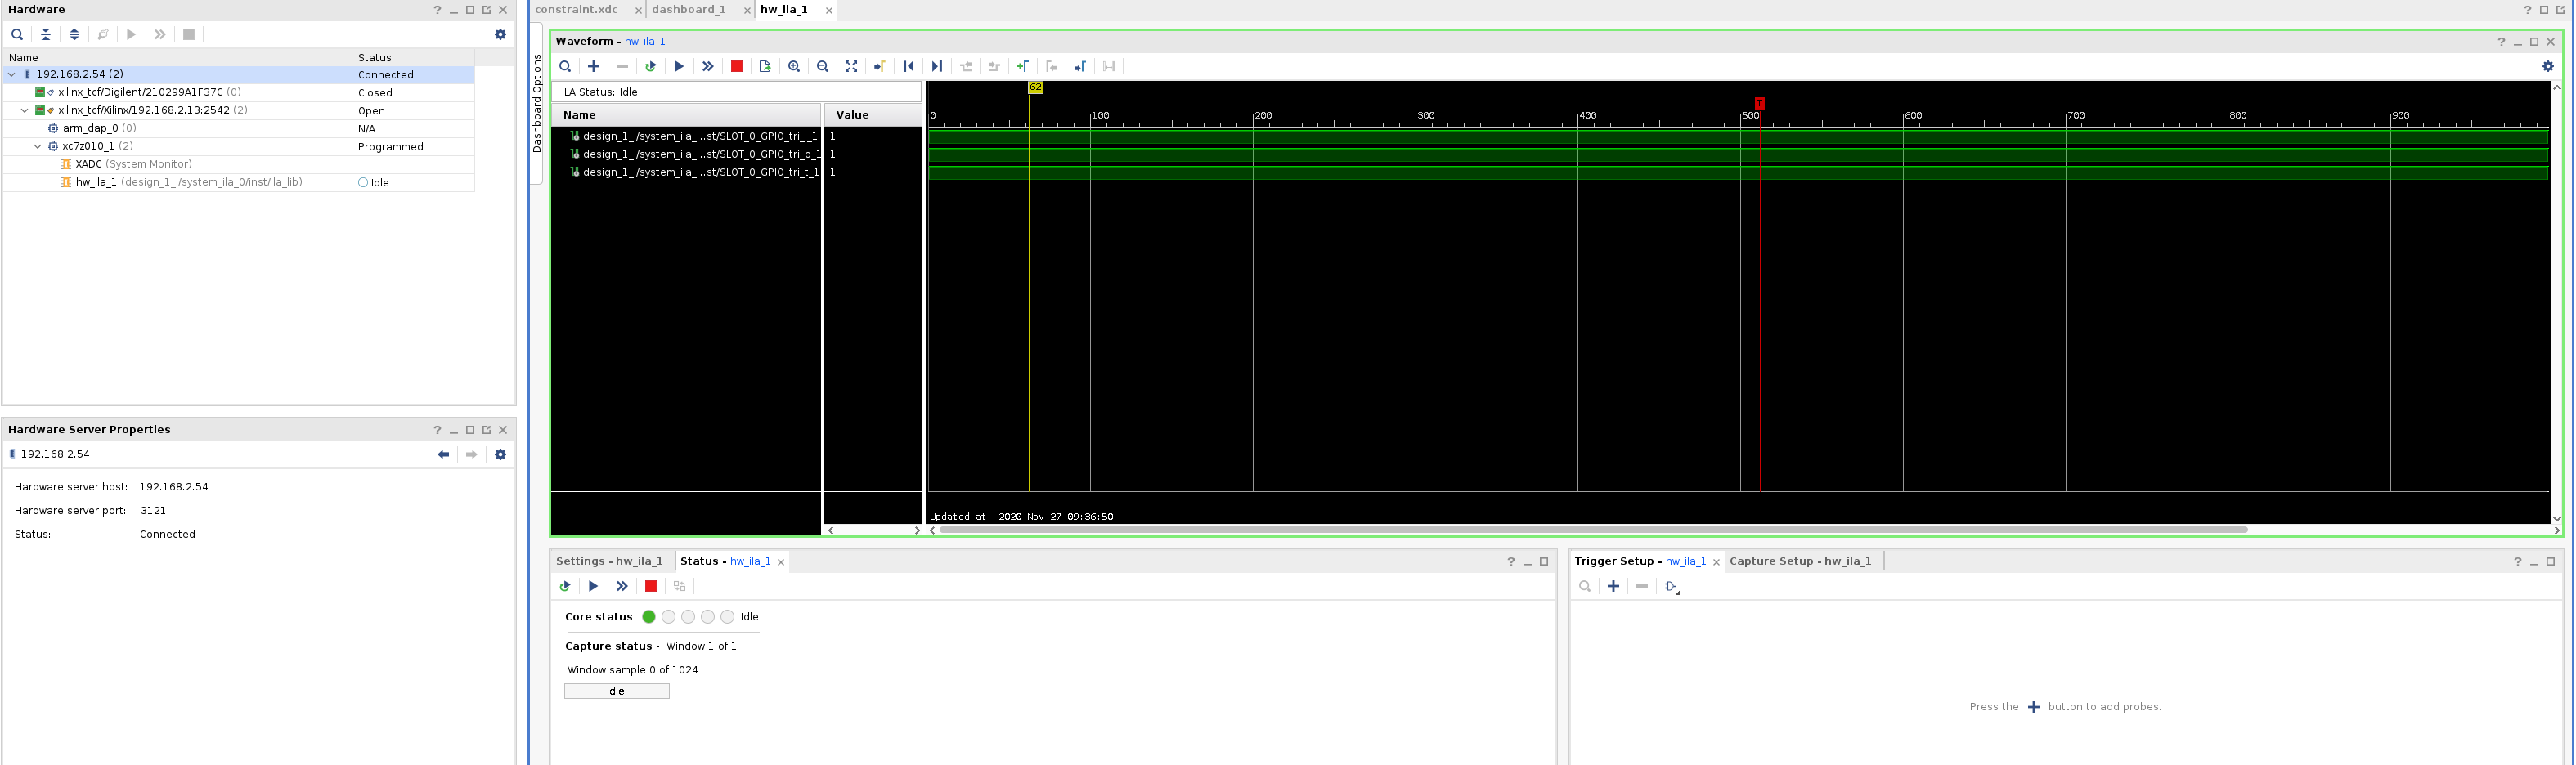 Hardware
Name Status
192.168.2.54 (2) Connected
xilinx_tcf/Digilent/210299A1F37C (0) Closed
xilinx_tcf/Xilinx/192.168.2.13:2542 (2) Open
arm_dap_0 (0) N/A
xc7z010_1 (2) Programmed
XADC (System Monitor)
hw_ila_1 (design_1_i/system_ila_0/inst/ila_lib) Idle
Hardware Server Properties
192.168.2.54
Hardware server host: 192.168.2.54
Hardware server port: 3121
Status: Connected
constraint.xdc dashboard_1 hw_ila_1
Dashboard Options
Waveform - hw_ila_1
ILA Status: Idle
Name Value
design_1_i/system_ila_...st/SLOT_0_GPIO_tri_i_1 1
design_1_i/system_ila_...st/SLOT_0_GPIO_tri_o_1 1
design_1_i/system_ila_...st/SLOT_0_GPIO_tri_t_1 1
62
T
0 100 200 300 400 500 600 700 800 900
Updated at: 2020-Nov-27 09:36:50
Settings - hw_ila_1 Status - hw_ila_1
Core status Idle
Capture status - Window 1 of 1
Window sample 0 of 1024
Idle
Trigger Setup - hw_ila_1 Capture Setup - hw_ila_1
Press the + button to add probes.